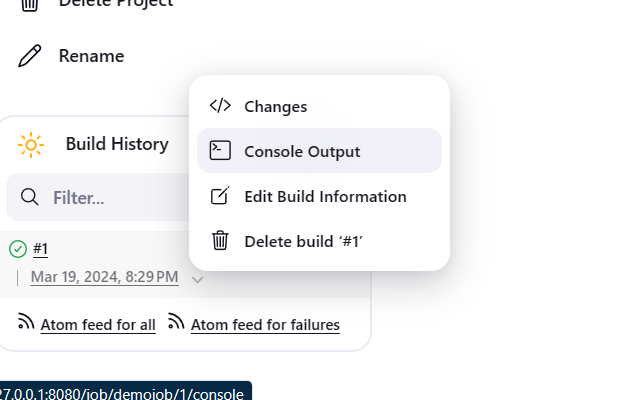 Delete Project
Rename
Changes
Build History
Console Output
Filter...
Edit Build Information
#1
Delete build ‘#1’
Mar 19, 2024, 8:29 PM
Atom feed for all
Atom feed for failures
27.0.0.1:8080/job/demojob/1/console